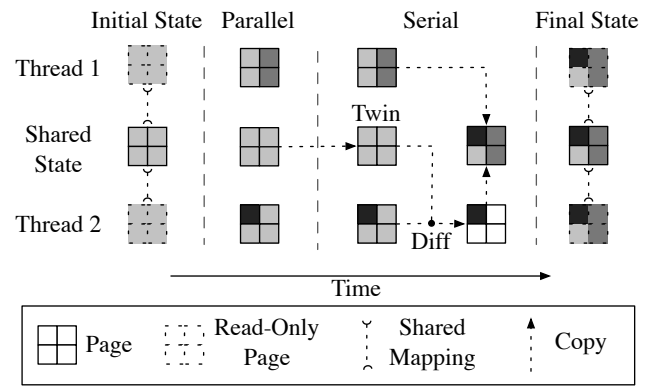 Initial State Parallel Serial Final State
Thread 1
Twin
Shared
State
Thread 2
Diff
Time
Page
Read-Only
Page
Shared
Mapping
Copy